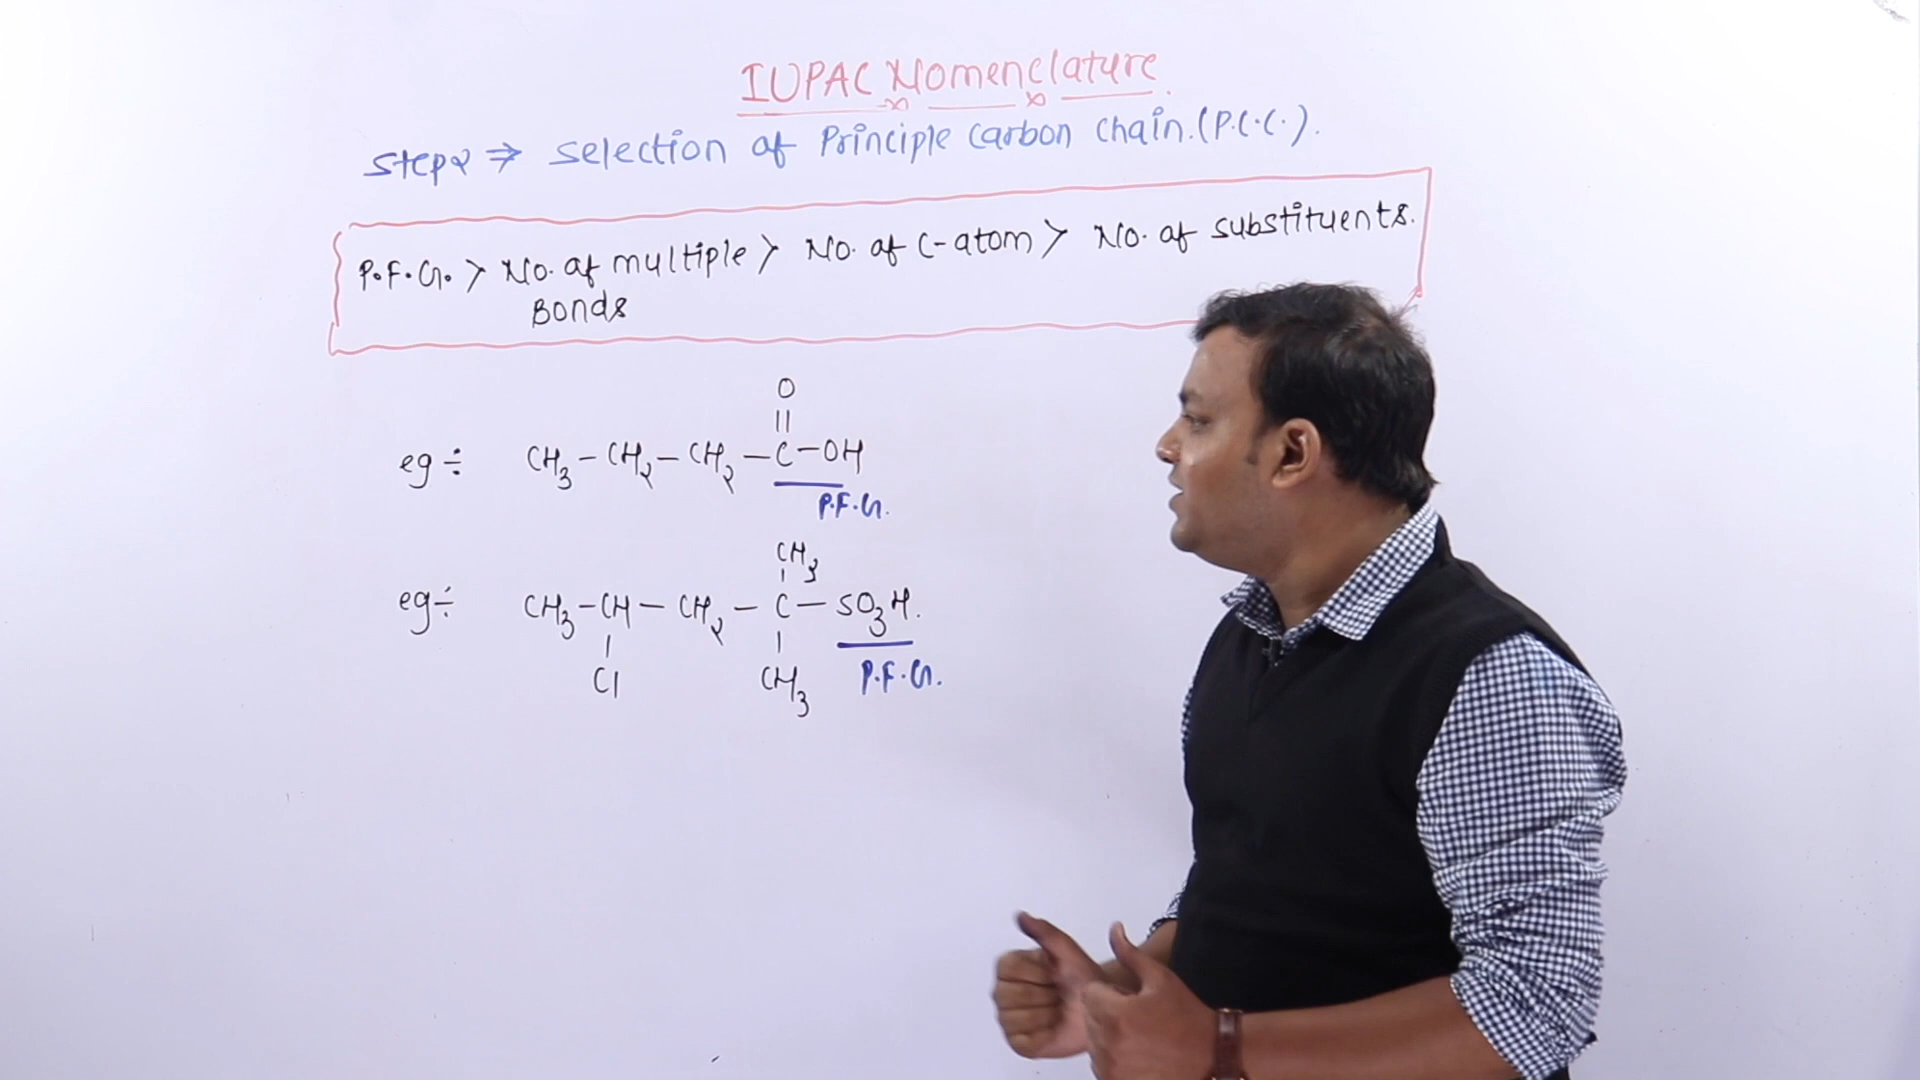 IUPAC Nomenclature.
Step2 ⇒ Selection of Principle Carbon Chain.(P.C.C.).
P.F.G. > No. of multiple > No. of C-atom > No. of substituents.
Bonds
O
||
eg ÷ CH₃ – CH₂ – CH₂ – C – OH
P.F.G.
CH₃
|
eg ÷ CH₃ – CH – CH₂ – C – SO₃H.
| |
Cl CH₃ P.F.G.